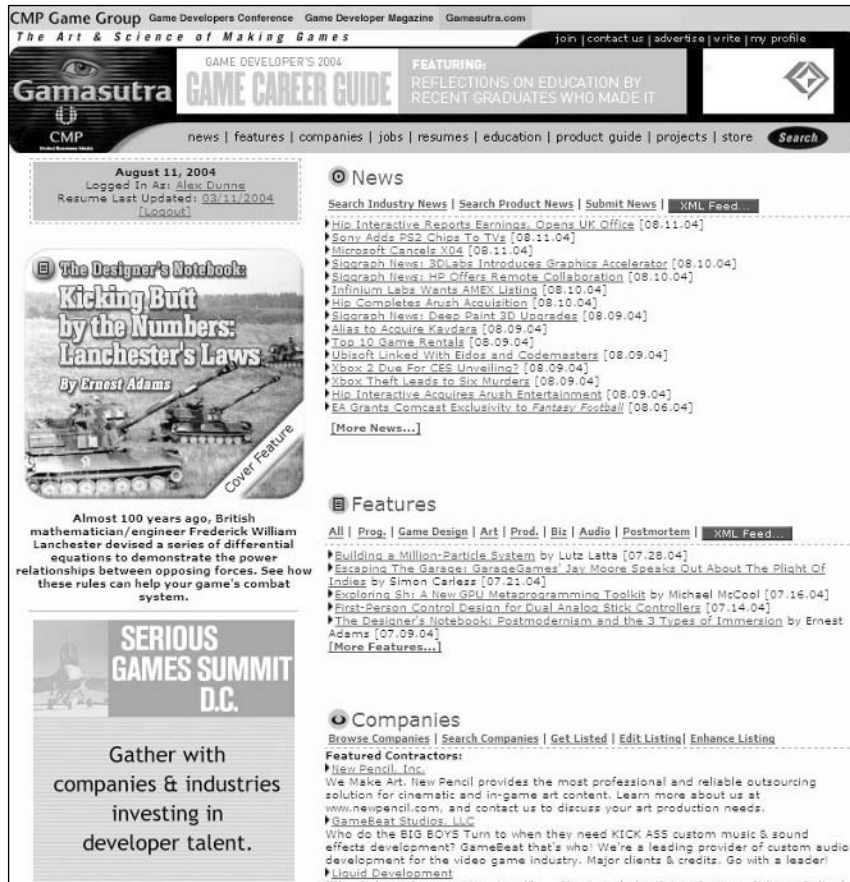 CMP Game Group Game Developers Conference Game Developer Magazine Gamasutra.com
The Art & Science of Making Games
join | contact us | advertise | write | my profile
Gamasutra
CMP
United Business Media
GAME DEVELOPER'S 2004
GAME CAREER GUIDE
FEATURING:
REFLECTIONS ON EDUCATION BY
RECENT GRADUATES WHO MADE IT
news | features | companies | jobs | resumes | education | product guide | projects | store Search
August 11, 2004
Logged In As: Alex Dunne
Resume Last Updated: 03/11/2004
[Logout]
The Designer's Notebook:
Kicking Butt
by the Numbers:
Lanchester's Laws
By Ernest Adams
Cover Feature
Almost 100 years ago, British
mathematician/engineer Frederick William
Lanchester devised a series of differential
equations to demonstrate the power
relationships between opposing forces. See how
these rules can help your game's combat
system.
SERIOUS
GAMES SUMMIT
D.C.
Gather with
companies & industries
investing in
developer talent.
News
Search Industry News | Search Product News | Submit News | XML Feed...
Hip Interactive Reports Earnings, Opens UK Office [08.11.04]
Sony Adds PS2 Chips To TVs [08.11.04]
Microsoft Cancels X04 [08.11.04]
Siggraph News: 3DLabs Introduces Graphics Accelerator [08.10.04]
Siggraph News: HP Offers Remote Collaboration [08.10.04]
Infinium Labs Wants AMEX Listing [08.10.04]
Hip Completes Arush Acquisition [08.10.04]
Siggraph News: Deep Paint 3D Upgrades [08.09.04]
Alias to Acquire Kaydara [08.09.04]
Top 10 Game Rentals [08.09.04]
Ubisoft Linked With Eidos and Codemasters [08.09.04]
Xbox 2 Due For CES Unveiling? [08.09.04]
Xbox Theft Leads to Six Murders [08.09.04]
Hip Interactive Acquires Arush Entertainment [08.09.04]
EA Grants Comcast Exclusivity to Fantasy Football [08.06.04]
[More News...]
Features
All | Prog. | Game Design | Art | Prod. | Biz | Audio | Postmortem | XML Feed...
Building a Million-Particle System by Lutz Latta [07.28.04]
Escaping The Garage: GarageGames' Jay Moore Speaks Out About The Plight Of
Indies by Simon Carless [07.21.04]
Exploring Sh: A New GPU Metaprogramming Toolkit by Michael McCool [07.16.04]
First-Person Control Design for Dual Analog Stick Controllers [07.14.04]
The Designer's Notebook: Postmodernism and the 3 Types of Immersion by Ernest
Adams [07.09.04]
[More Features...]
Companies
Browse Companies | Search Companies | Get Listed | Edit Listing| Enhance Listing
Featured Contractors:
New Pencil, Inc.
We Make Art. New Pencil provides the most professional and reliable outsourcing
solution for cinematic and in-game art content. Learn more about us at
www.newpencil.com, and contact us to discuss your art production needs.
GameBeat Studios, LLC
Who do the BIG BOYS Turn to when they need KICK ASS custom music & sound
effects development? GameBeat that's who! We're a leading provider of custom audio
development for the video game industry. Major clients & credits. Go with a leader!
Liquid Development